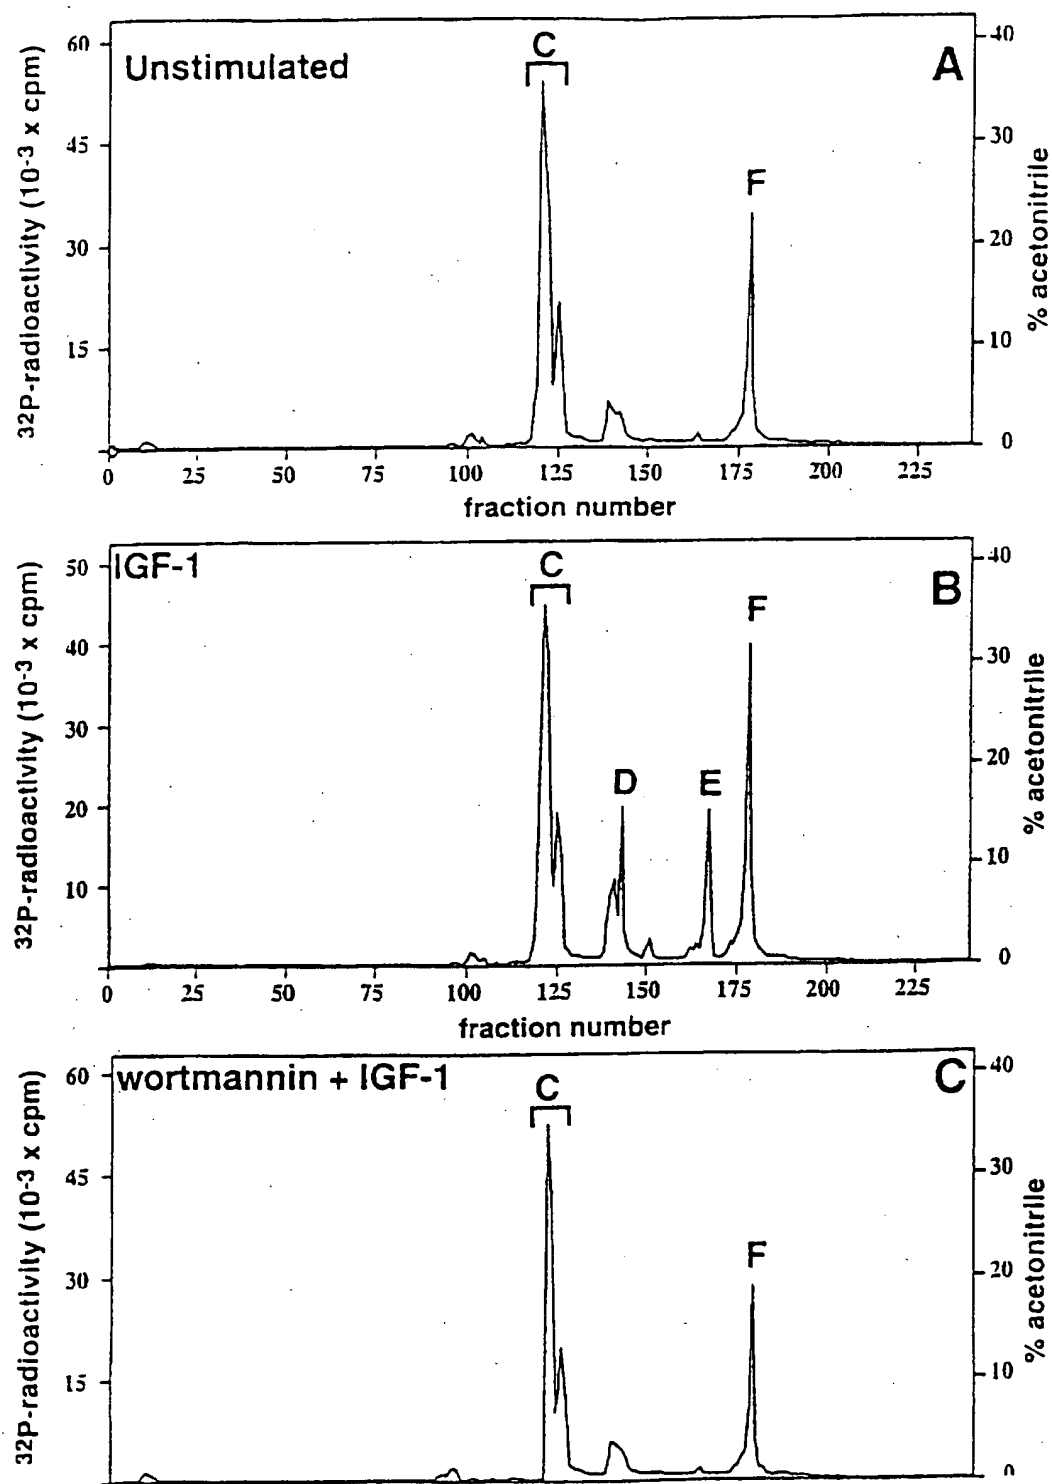 Unstimulated
A
C
F
60
45
30
15
40
30
20
10
0
32P-radioactivity (10-3 x cpm)
% acetonitrile
0 25 50 75 100 125 150 175 200 225
fraction number
IGF-1
B
C
D
E
F
50
40
30
20
10
0
40
30
20
10
0
32P-radioactivity (10-3 x cpm)
% acetonitrile
0 25 50 75 100 125 150 175 200 225
fraction number
wortmannin + IGF-1
C
C
F
60
45
30
15
40
30
20
10
0
32P-radioactivity (10-3 x cpm)
% acetonitrile